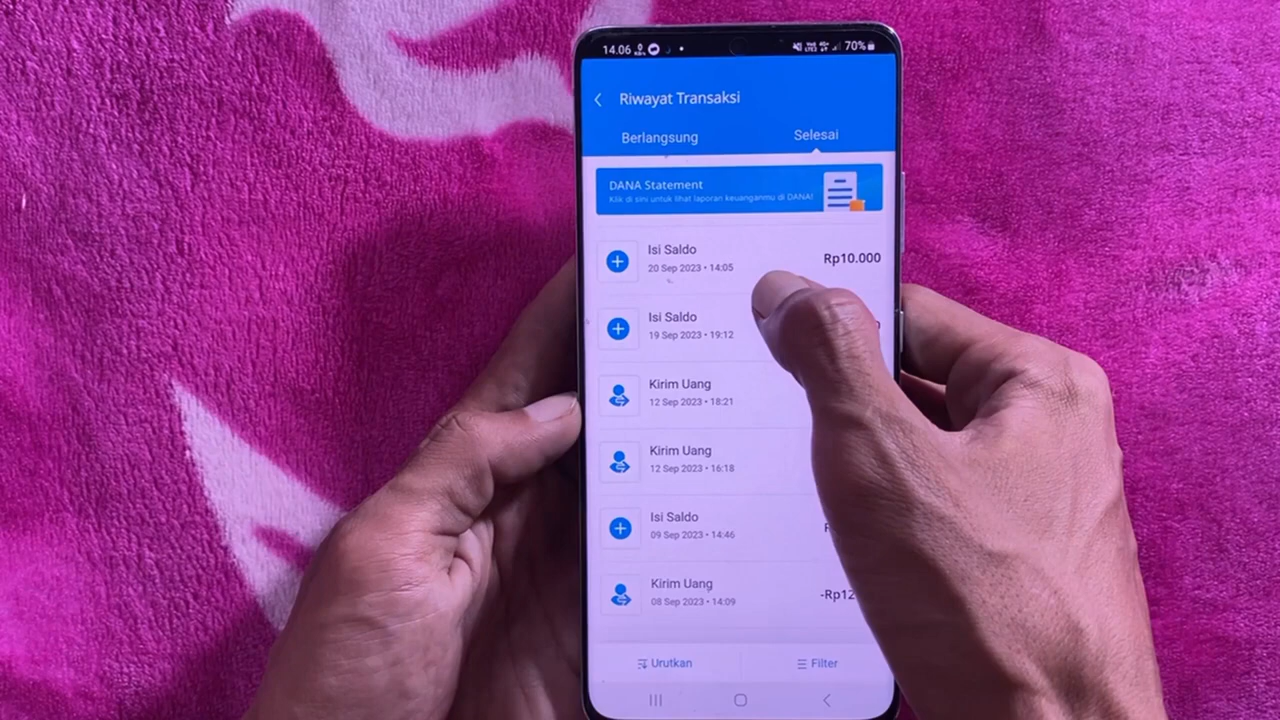 14.06
70%
Riwayat Transaksi
Berlangsung
Selesai
DANA Statement
Klik di sini untuk lihat laporan keuanganmu di DANA!
Isi Saldo
20 Sep 2023 • 14:05
Rp10.000
Isi Saldo
19 Sep 2023 • 19:12
Kirim Uang
12 Sep 2023 • 18:21
Kirim Uang
12 Sep 2023 • 16:18
Isi Saldo
09 Sep 2023 • 14:46
Kirim Uang
08 Sep 2023 • 14:09
-Rp12
Urutkan
Filter